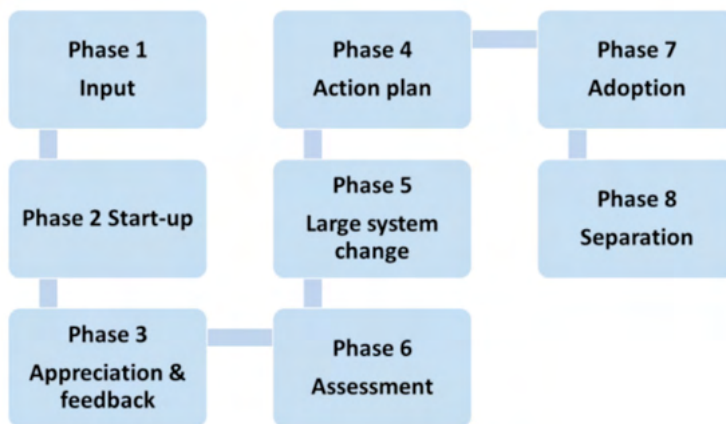 Phase 1
Input
Phase 2 Start-up
Phase 3
Appreciation &
feedback
Phase 4
Action plan
Phase 5
Large system
change
Phase 6
Assessment
Phase 7
Adoption
Phase 8
Separation